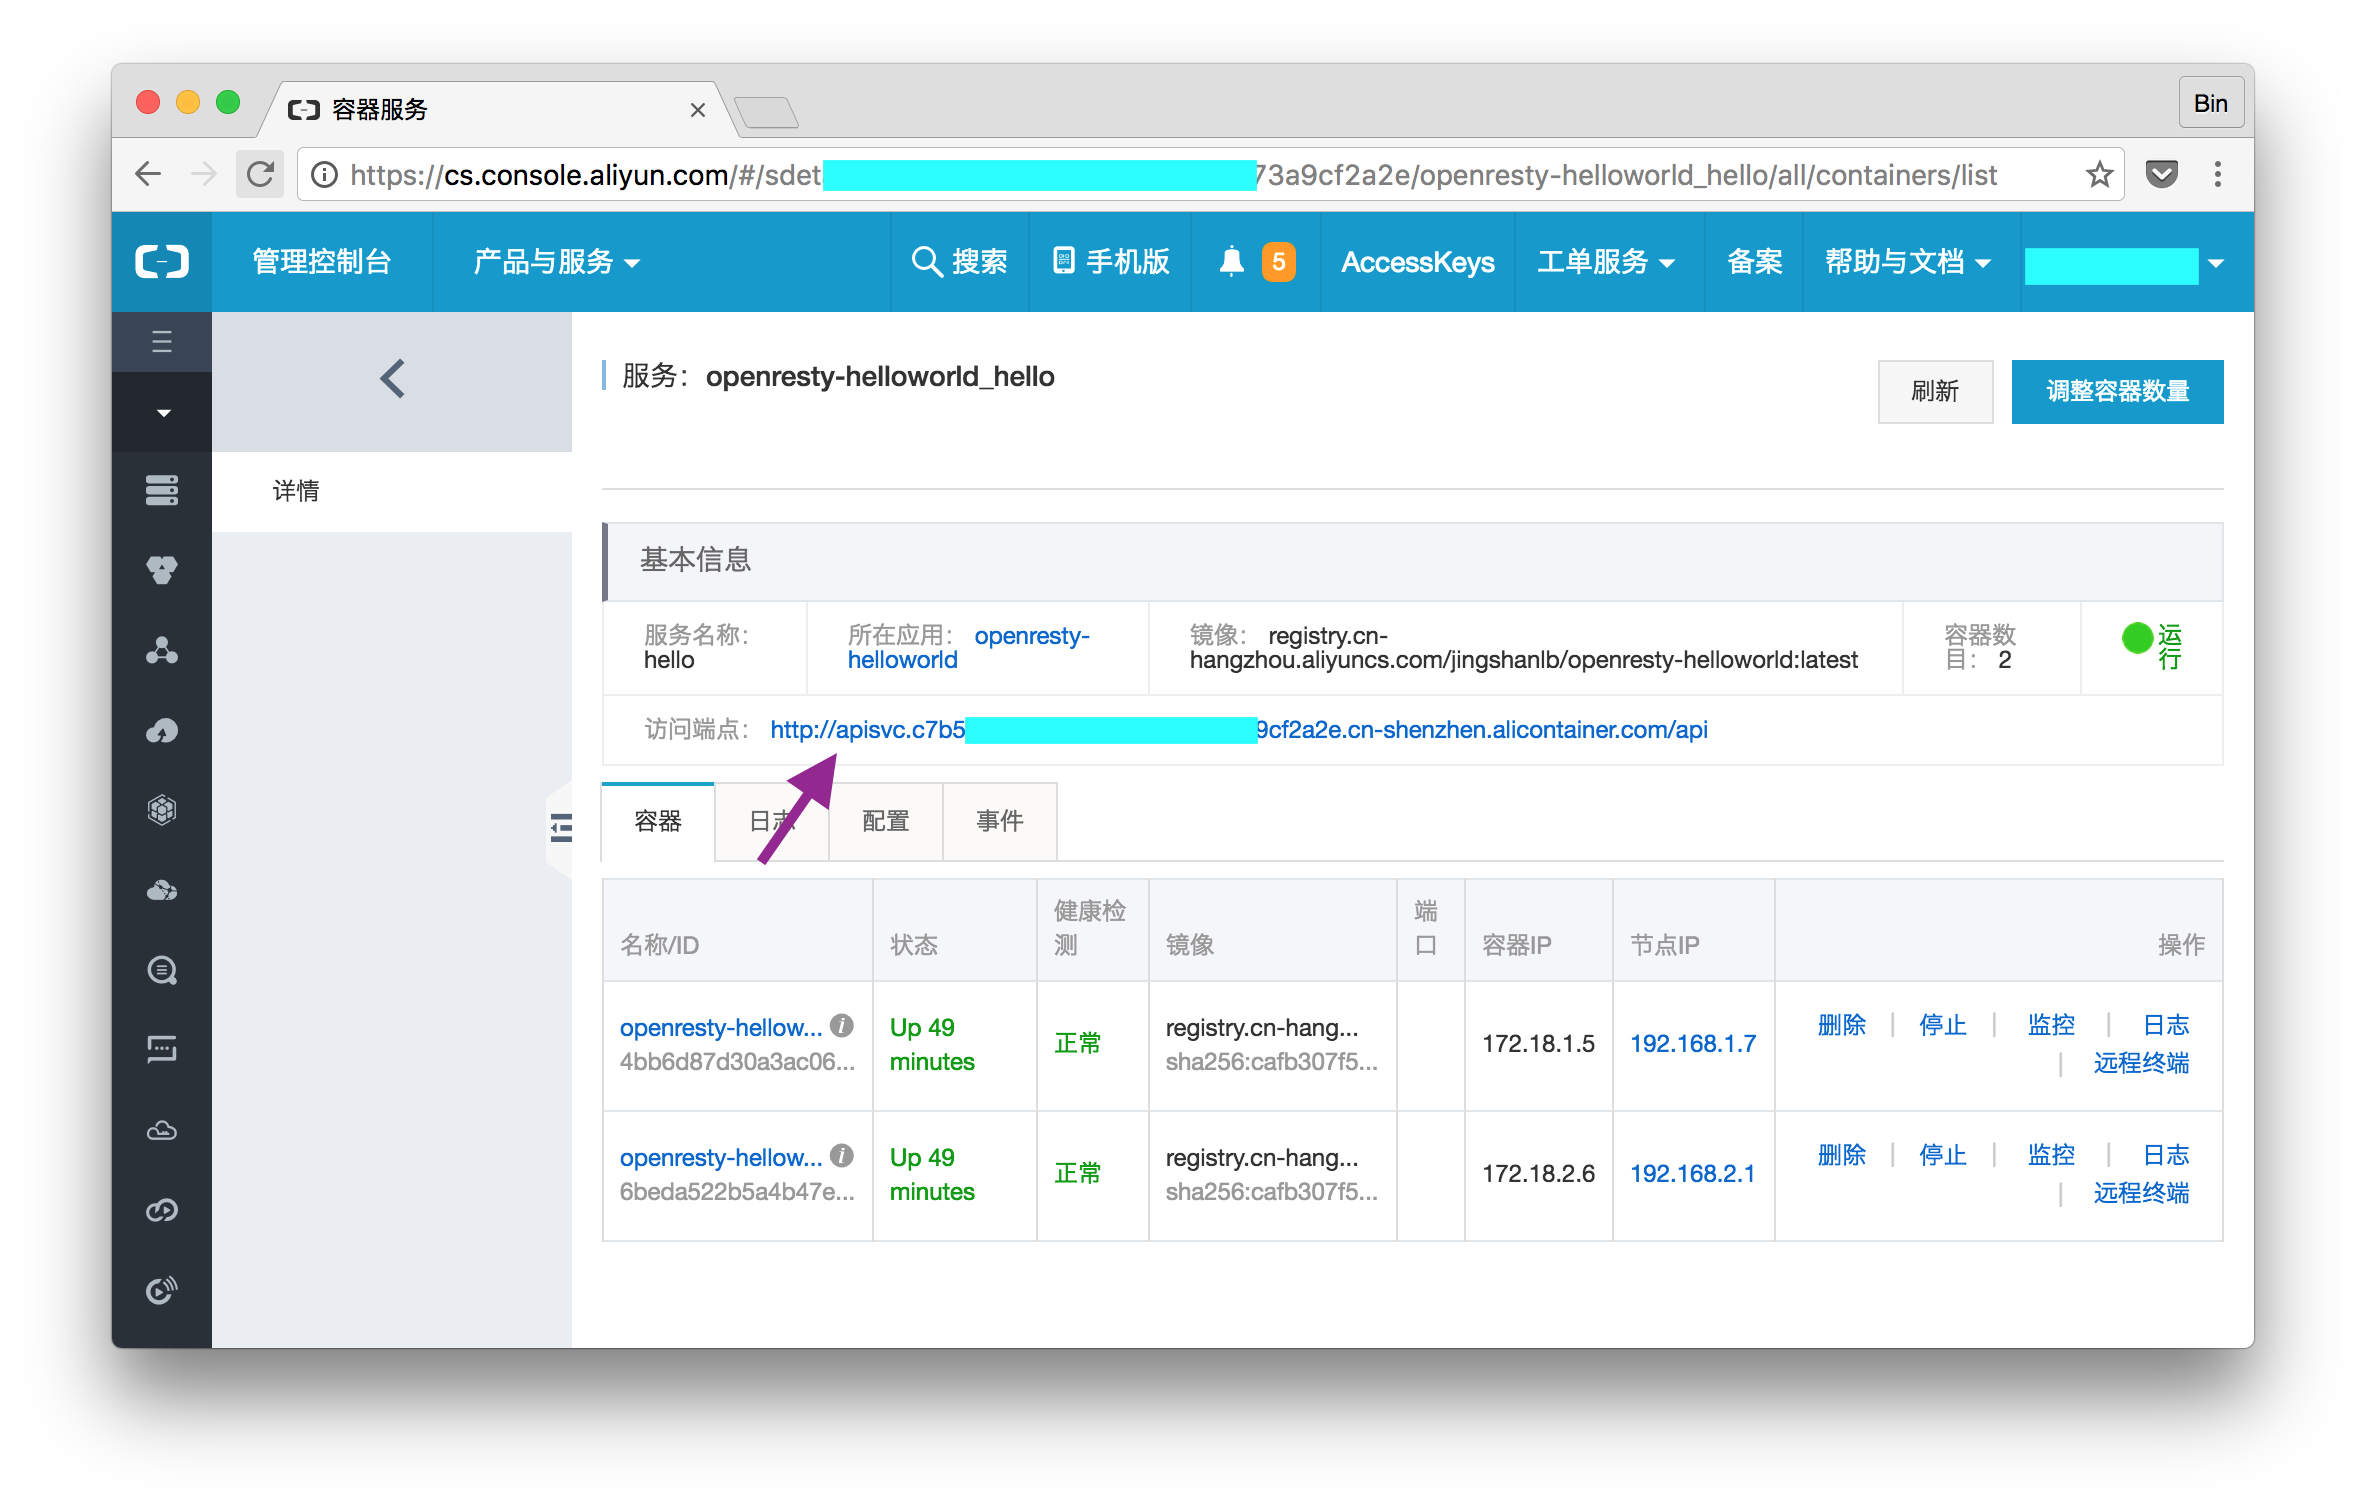 容器服务
Bin
https://cs.console.aliyun.com/#/sdet 73a9cf2a2e/openresty-helloworld_hello/all/containers/list
管理控制台 产品与服务 搜索 手机版 5 AccessKeys 工单服务 备案 帮助与文档
服务： openresty-helloworld_hello
刷新 调整容器数量
详情
基本信息
服务名称：
hello
所在应用： openresty-
helloworld
镜像： registry.cn-
hangzhou.aliyuncs.com/jingshanlb/openresty-helloworld:latest
容器数
目： 2
运
行
访问端点： http://apisvc.c7b5 9cf2a2e.cn-shenzhen.alicontainer.com/api
容器 日志 配置 事件
名称/ID 状态 健康检测 镜像 端口 容器IP 节点IP 操作
openresty-hellow... Up 49 正常 registry.cn-hang... 172.18.1.5 192.168.1.7 删除 | 停止 | 监控 | 日志
4bb6d87d30a3ac06... minutes sha256:cafb307f5... | 远程终端
openresty-hellow... Up 49 正常 registry.cn-hang... 172.18.2.6 192.168.2.1 删除 | 停止 | 监控 | 日志
6beda522b5a4b47e... minutes sha256:cafb307f5... | 远程终端